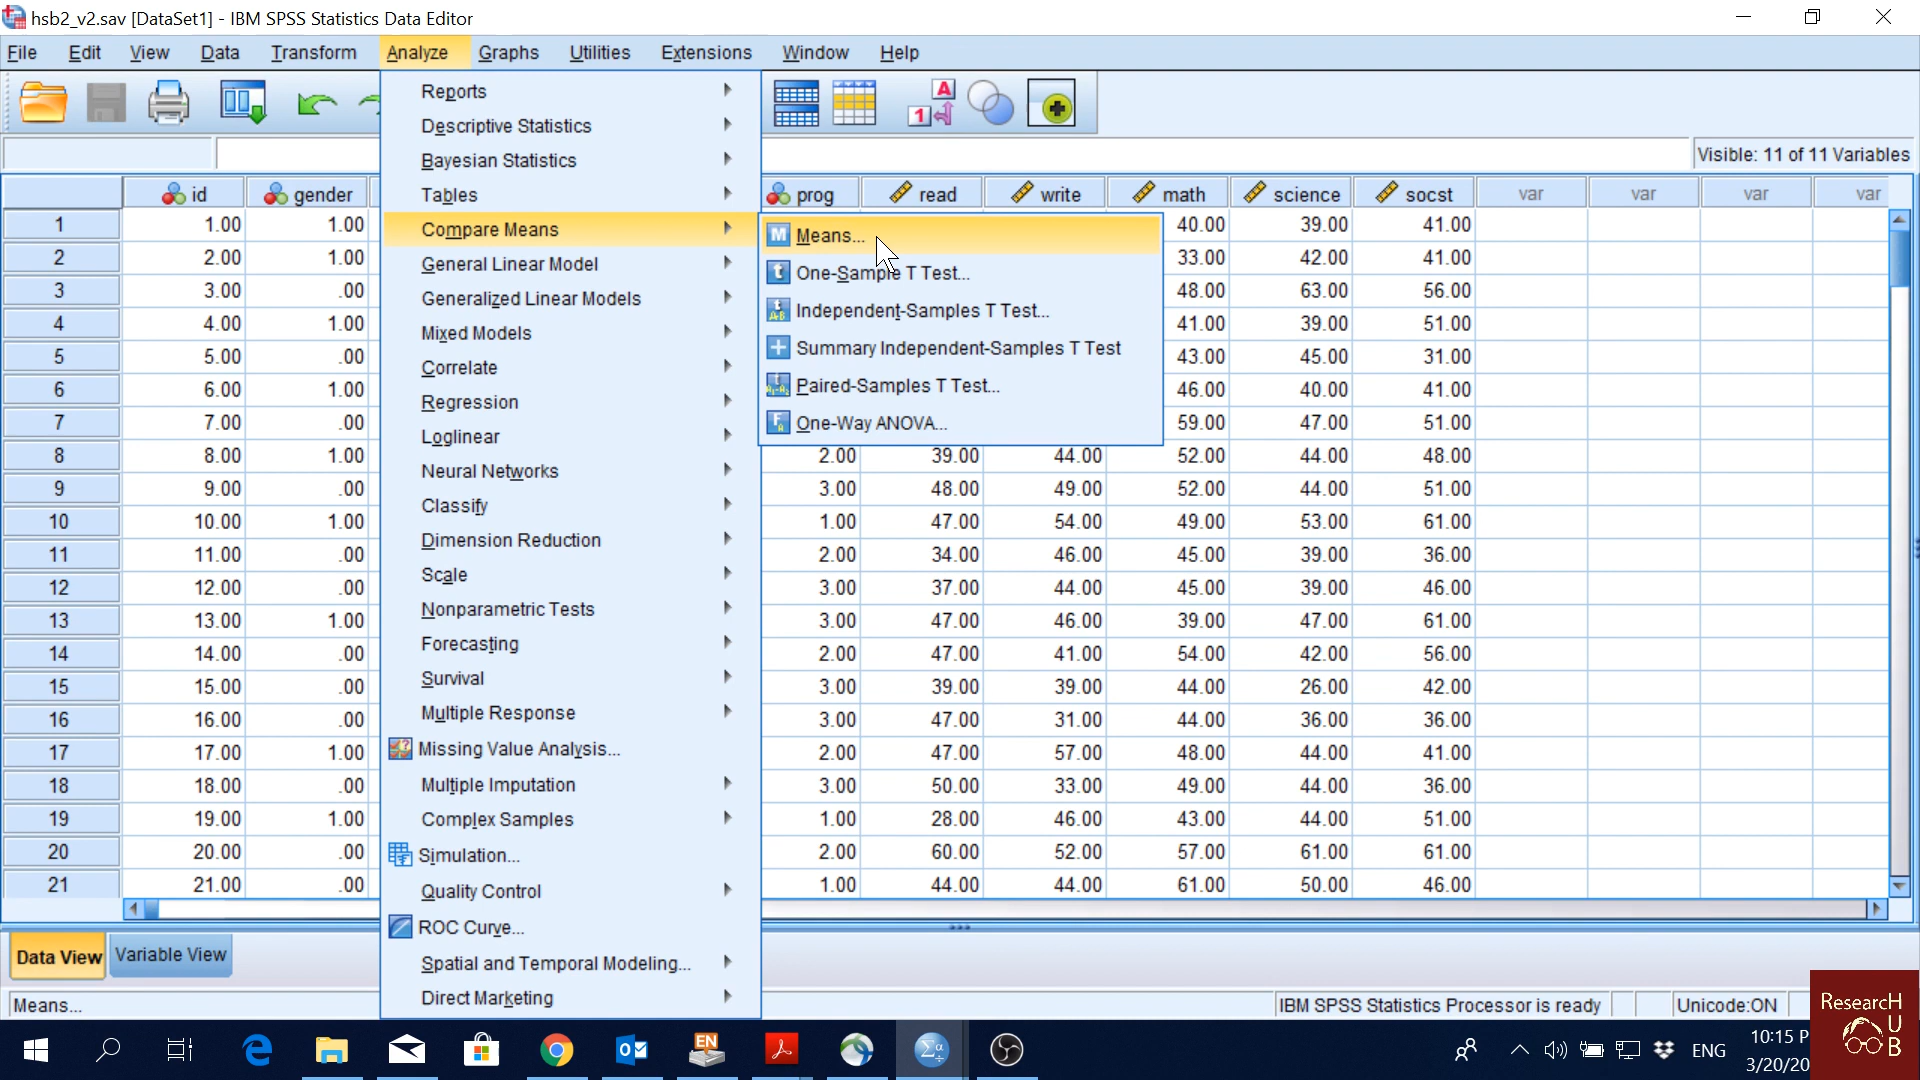 hsb2_v2.sav [DataSet1] - IBM SPSS Statistics Data Editor
File Edit View Data Transform Analyze Graphs Utilities Extensions Window Help
A
1
Visible: 11 of 11 Variables
id gender prog read write math science socst var var var var
1 1.00 1.00 40.00 39.00 41.00
2 2.00 1.00 33.00 42.00 41.00
3 3.00 .00 48.00 63.00 56.00
4 4.00 1.00 41.00 39.00 51.00
5 5.00 .00 43.00 45.00 31.00
6 6.00 1.00 46.00 40.00 41.00
7 7.00 .00 59.00 47.00 51.00
8 8.00 1.00 2.00 39.00 44.00 52.00 44.00 48.00
9 9.00 .00 3.00 48.00 49.00 52.00 44.00 51.00
10 10.00 1.00 1.00 47.00 54.00 49.00 53.00 61.00
11 11.00 .00 2.00 34.00 46.00 45.00 39.00 36.00
12 12.00 .00 3.00 37.00 44.00 45.00 39.00 46.00
13 13.00 1.00 3.00 47.00 46.00 39.00 47.00 61.00
14 14.00 .00 2.00 47.00 41.00 54.00 42.00 56.00
15 15.00 .00 3.00 39.00 39.00 44.00 26.00 42.00
16 16.00 .00 3.00 47.00 31.00 44.00 36.00 36.00
17 17.00 1.00 2.00 47.00 57.00 48.00 44.00 41.00
18 18.00 .00 3.00 50.00 33.00 49.00 44.00 36.00
19 19.00 1.00 1.00 28.00 46.00 43.00 44.00 51.00
20 20.00 .00 2.00 60.00 52.00 57.00 61.00 61.00
21 21.00 .00 1.00 44.00 44.00 61.00 50.00 46.00
Reports
Descriptive Statistics
Bayesian Statistics
Tables
Compare Means
General Linear Model
Generalized Linear Models
Mixed Models
Correlate
Regression
Loglinear
Neural Networks
Classify
Dimension Reduction
Scale
Nonparametric Tests
Forecasting
Survival
Multiple Response
Missing Value Analysis...
Multiple Imputation
Complex Samples
Simulation...
Quality Control
ROC Curve...
Spatial and Temporal Modeling...
Direct Marketing
Means...
One-Sample T Test...
Independent-Samples T Test...
Summary Independent-Samples T Test
Paired-Samples T Test...
One-Way ANOVA...
Data View Variable View
Means... IBM SPSS Statistics Processor is ready Unicode:ON
ResearcH
U
B
EN
ENG
10:15 P
3/20/20